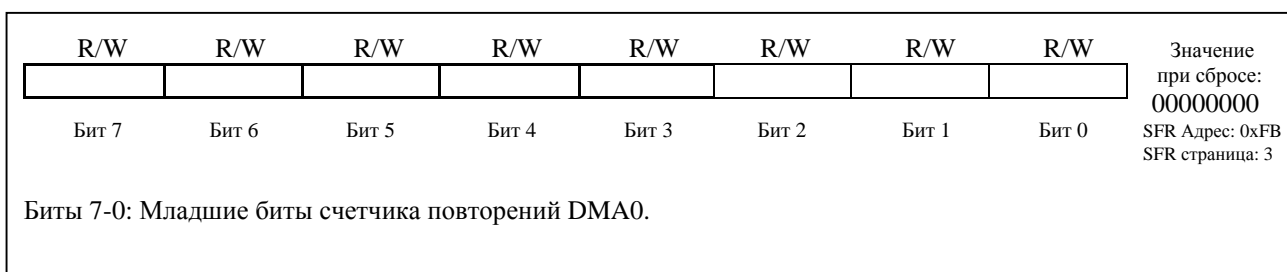 R/W R/W R/W R/W R/W R/W R/W R/W
Значение
при сбросе:
00000000
Бит 7 Бит 6 Бит 5 Бит 4 Бит 3 Бит 2 Бит 1 Бит 0
SFR Адрес: 0xFB
SFR страница: 3
Биты 7-0: Младшие биты счетчика повторений DMA0.